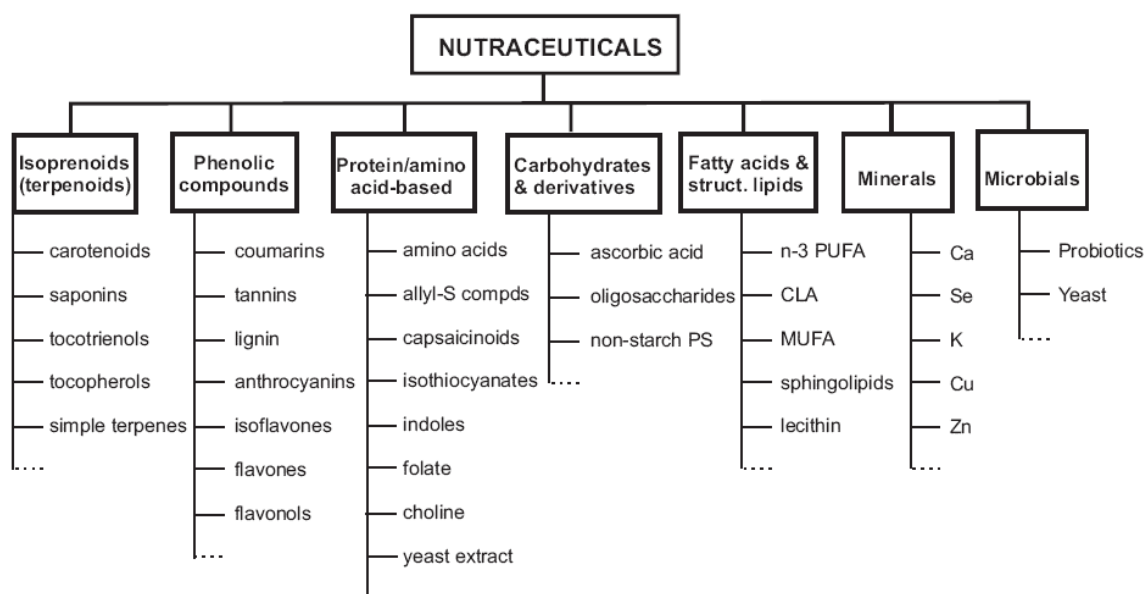 NUTRACEUTICALS
Isoprenoids
(terpenoids)
carotenoids
saponins
tocotrienols
tocopherols
simple terpenes
Phenolic
compounds
coumarins
tannins
lignin
anthrocyanins
isoflavones
flavones
flavonols
Protein/amino
acid-based
amino acids
allyl-S compds
capsaicinoids
isothiocyanates
indoles
folate
choline
yeast extract
Carbohydrates
& derivatives
ascorbic acid
oligosaccharides
non-starch PS
Fatty acids &
struct. lipids
n-3 PUFA
CLA
MUFA
sphingolipids
lecithin
Minerals
Ca
Se
K
Cu
Zn
Microbials
Probiotics
Yeast